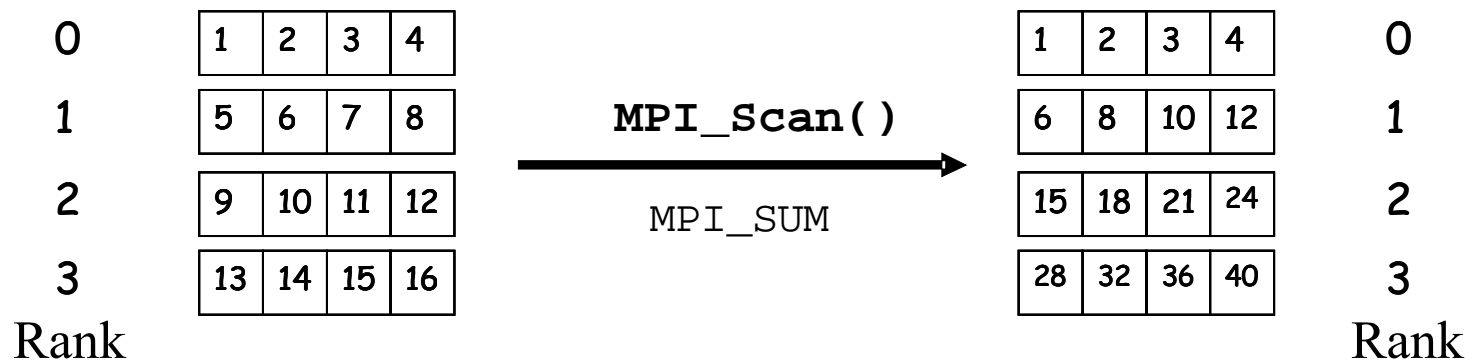 0 1 2 3 4 1 2 3 4 0
1 5 6 7 8 MPI_Scan() 6 8 10 12 1
2 9 10 11 12 MPI_SUM 15 18 21 24 2
3 13 14 15 16 28 32 36 40 3
Rank Rank